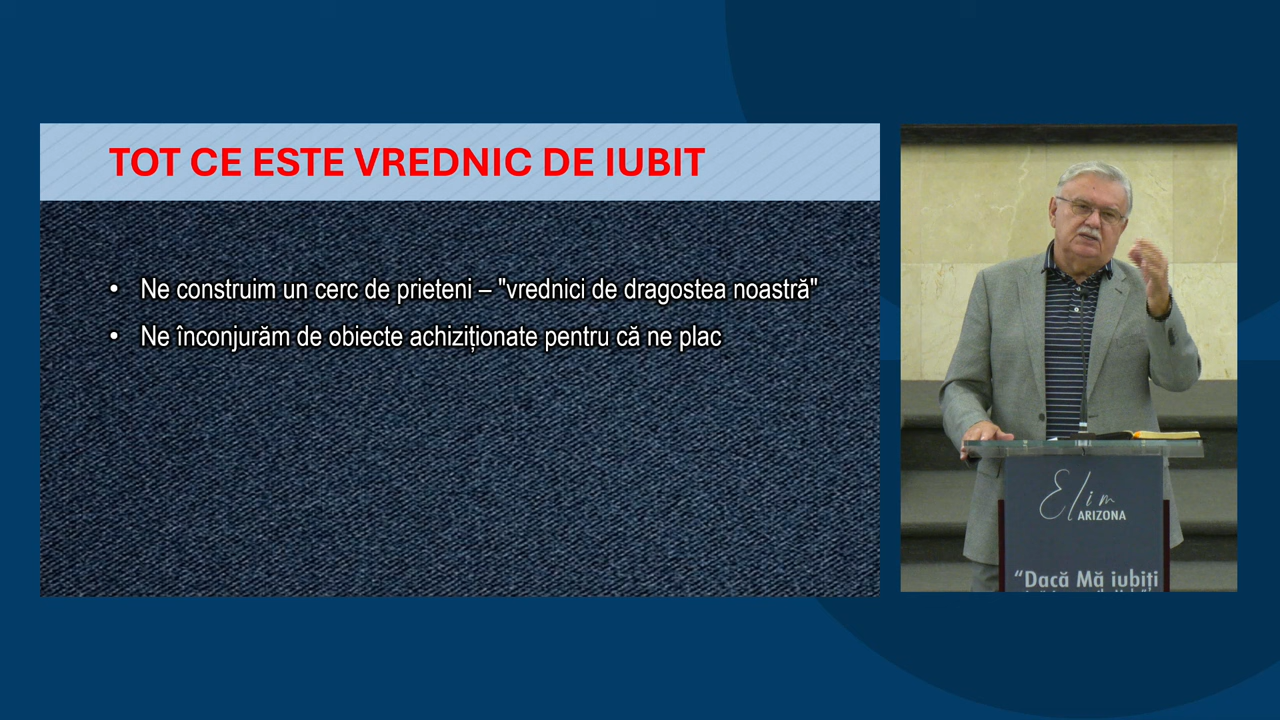 TOT CE ESTE VREDNIC DE IUBIT
• Ne construim un cerc de prieteni – "vrednici de dragostea noastră"
• Ne înconjurăm de obiecte achiziționate pentru că ne plac
Elim
ARIZONA
“Dacă Mă iubiți